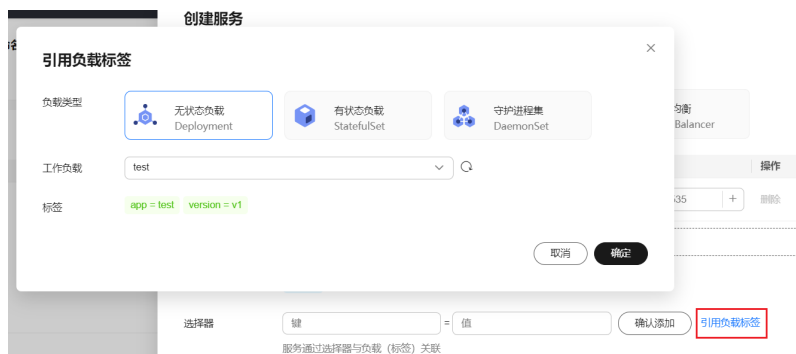 创建服务
引用负载标签
负载类型
无状态负载
Deployment
有状态负载
StatefulSet
守护进程集
DaemonSet
均衡
Balancer
工作负载
test
操作
标签
app = test version = v1
535
删除
取消
确定
选择器
键
=
值
确认添加
引用负载标签
服务通过选择器与负载（标签）关联